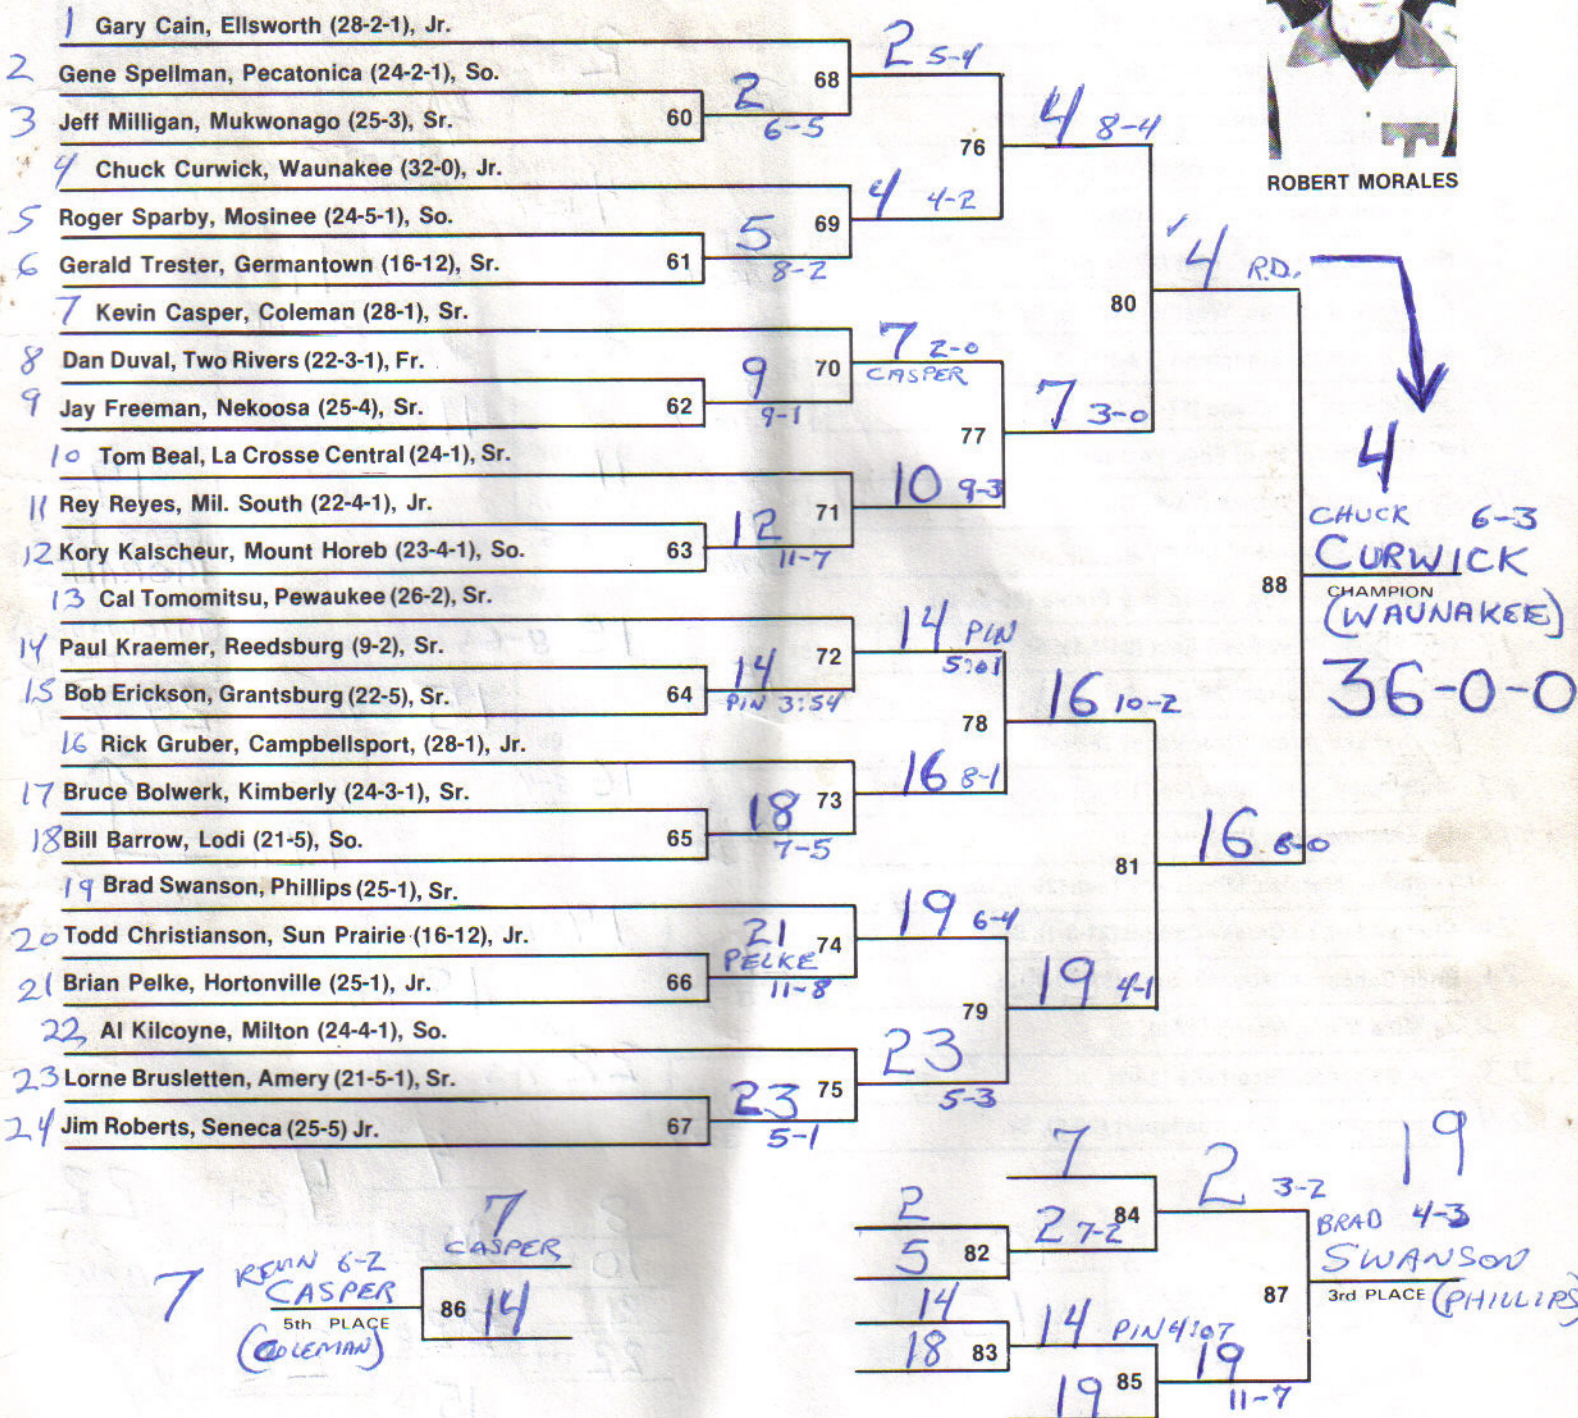 1 Gary Cain, Ellsworth (28-2-1), Jr.
2 Gene Spellman, Pecatonica (24-2-1), So.
3 Jeff Milligan, Mukwonago (25-3), Sr.
60
2
6-5
68
2 5-4
4 Chuck Curwick, Waunakee (32-0), Jr.
5 Roger Sparby, Mosinee (24-5-1), So.
6 Gerald Trester, Germantown (16-12), Sr.
61
5
8-2
69
4 4-2
76
4 8-4
7 Kevin Casper, Coleman (28-1), Sr.
8 Dan Duval, Two Rivers (22-3-1), Fr.
9 Jay Freeman, Nekoosa (25-4), Sr.
62
9
9-1
70
7 2-0
CASPER
10 Tom Beal, La Crosse Central (24-1), Sr.
11 Rey Reyes, Mil. South (22-4-1), Jr.
12 Kory Kalscheur, Mount Horeb (23-4-1), So.
63
12
11-7
71
10 9-3
77
7 3-0
80
4 R.D.
13 Cal Tomomitsu, Pewaukee (26-2), Sr.
14 Paul Kraemer, Reedsburg (9-2), Sr.
15 Bob Erickson, Grantsburg (22-5), Sr.
64
14
PIN 3:54
72
14 PIN
5:01
16 Rick Gruber, Campbellsport, (28-1), Jr.
17 Bruce Bolwerk, Kimberly (24-3-1), Sr.
18 Bill Barrow, Lodi (21-5), So.
65
18
7-5
73
16 8-1
78
16 10-2
19 Brad Swanson, Phillips (25-1), Sr.
20 Todd Christianson, Sun Prairie (16-12), Jr.
21 Brian Pelke, Hortonville (25-1), Jr.
66
21
PELKE
11-8
74
19 6-4
22 Al Kilcoyne, Milton (24-4-1), So.
23 Lorne Brusletten, Amery (21-5-1), Sr.
24 Jim Roberts, Seneca (25-5) Jr.
67
23
5-1
75
23
5-3
79
19 4-1
81
16
88
ROBERT MORALES
4
CHUCK 6-3
CURWICK
CHAMPION
(WAUNAKEE)
36-0-0
7
2
5
82
2 7-2
84
2 3-2
14
18
83
14 PIN 4:07
19
85
19
11-7
87
19
BRAD 4-3
SWANSON
3rd PLACE
(PHILLIPS)
7
CASPER
14
86
7
6-2
CASPER
5th PLACE
(COLEMAN)